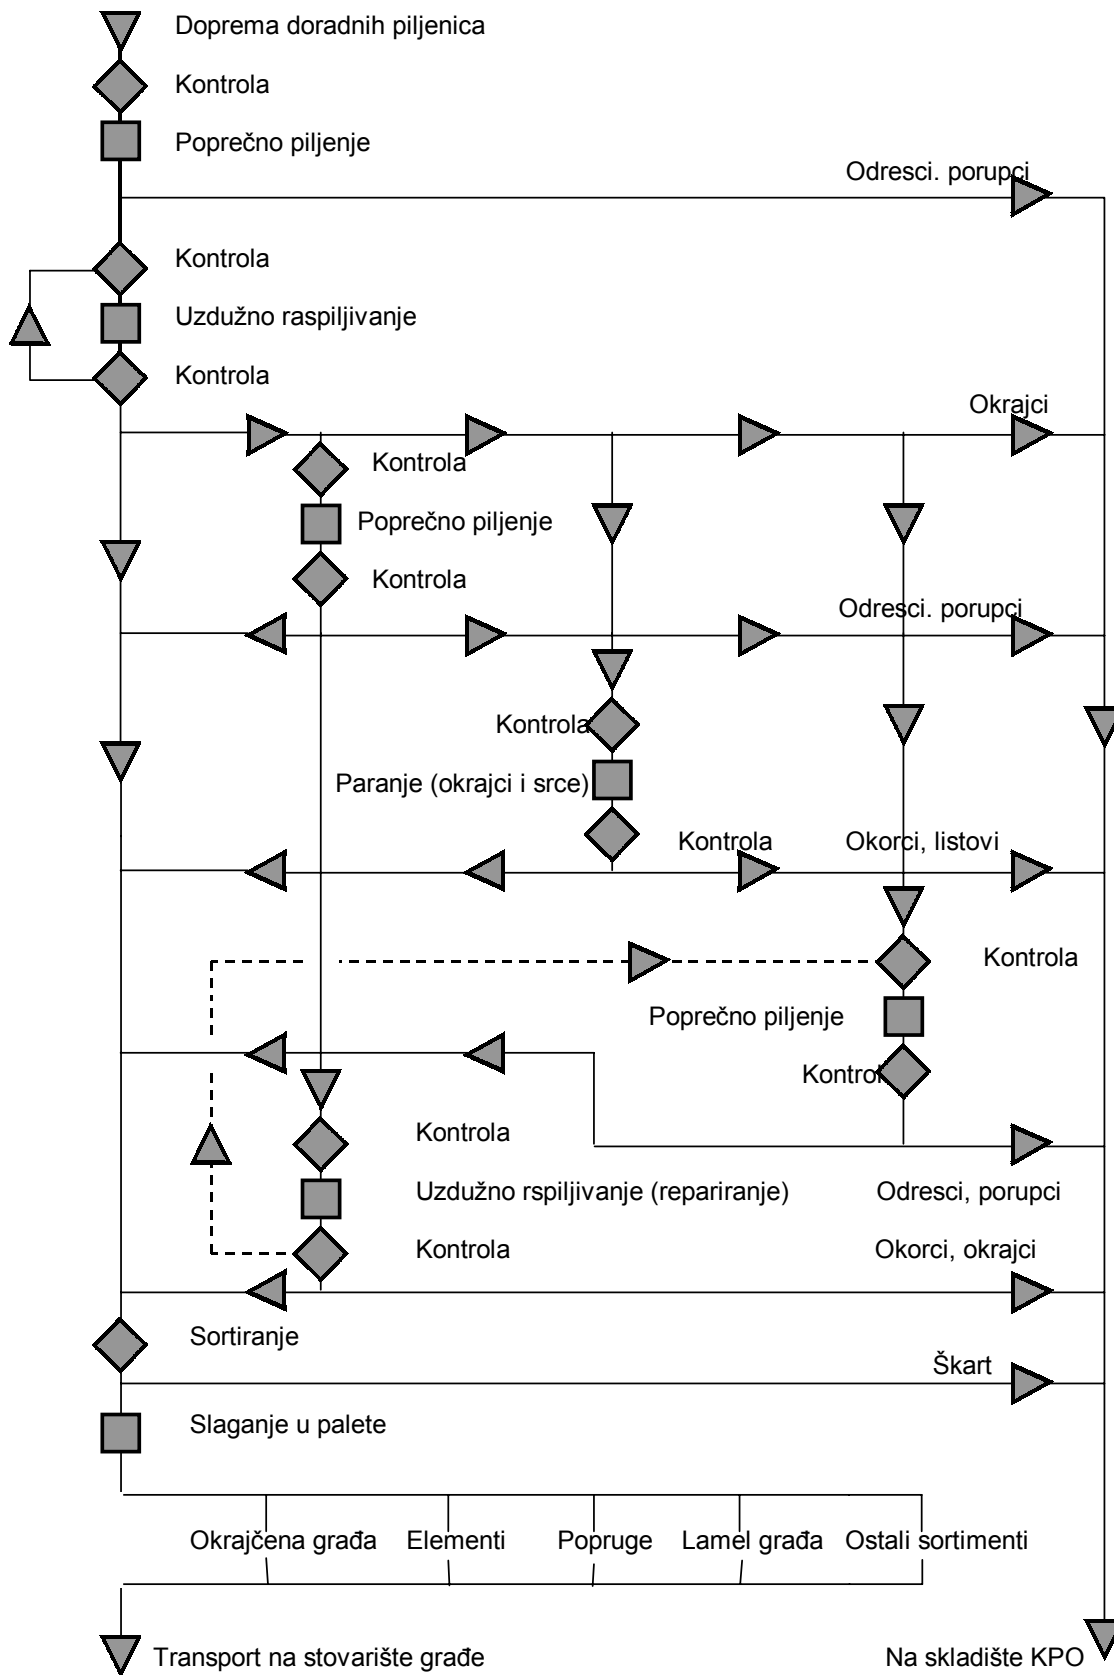 Doprema doradnih piljenica
Kontrola
Poprečno piljenje
Odresci. porupci
Kontrola
Uzdužno raspiljivanje
Kontrola
Okrajci
Kontrola
Poprečno piljenje
Kontrola
Odresci. porupci
Kontrola
Paranje (okrajci i srce)
Kontrola
Okorci, listovi
Kontrola
Poprečno piljenje
Kontrol
Kontrola
Uzdužno rspiljivanje (repariranje)
Odresci, porupci
Kontrola
Okorci, okrajci
Sortiranje
Škart
Slaganje u palete
Okrajčena građa
Elementi
Popruge
Lamel građa
Ostali sortimenti
Transport na stovarište građe
Na skladište KPO